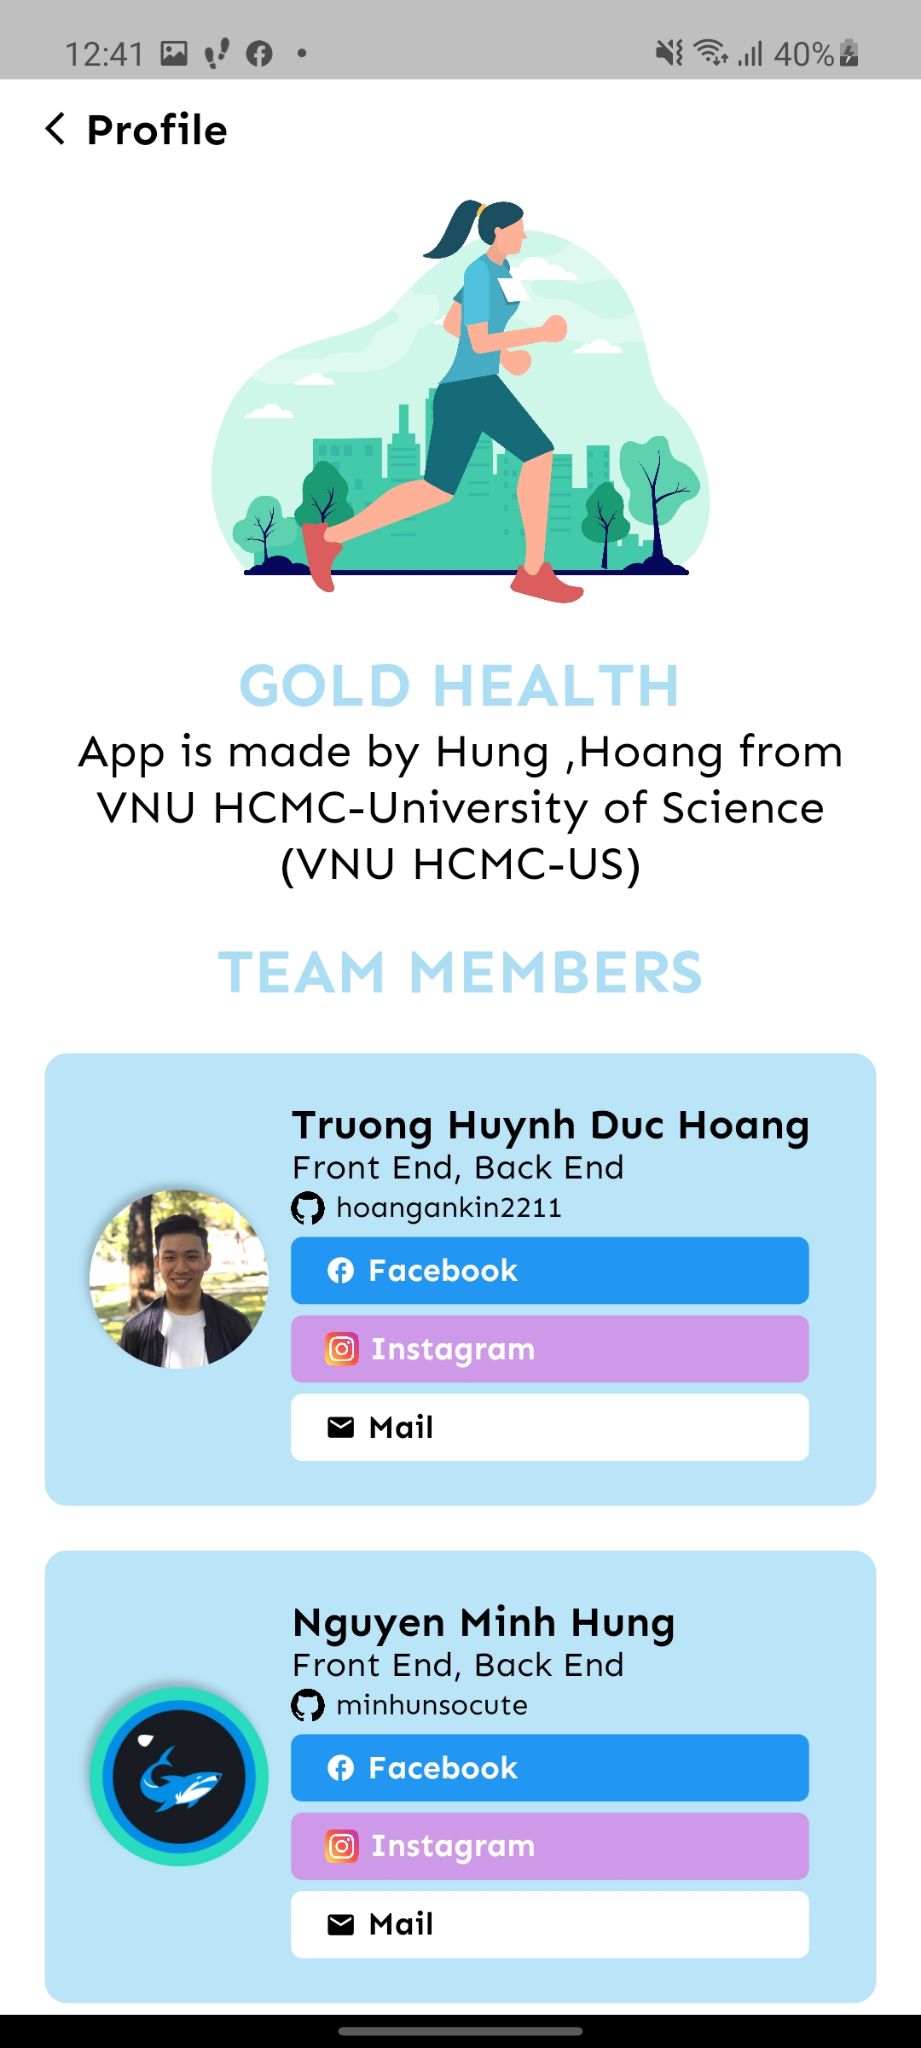 12:41
40%
Profile
GOLD HEALTH
App is made by Hung ,Hoang from
VNU HCMC-University of Science
(VNU HCMC-US)
TEAM MEMBERS
Truong Huynh Duc Hoang
Front End, Back End
hoangankin2211
Facebook
Instagram
Mail
Nguyen Minh Hung
Front End, Back End
minhunsocute
Facebook
Instagram
Mail